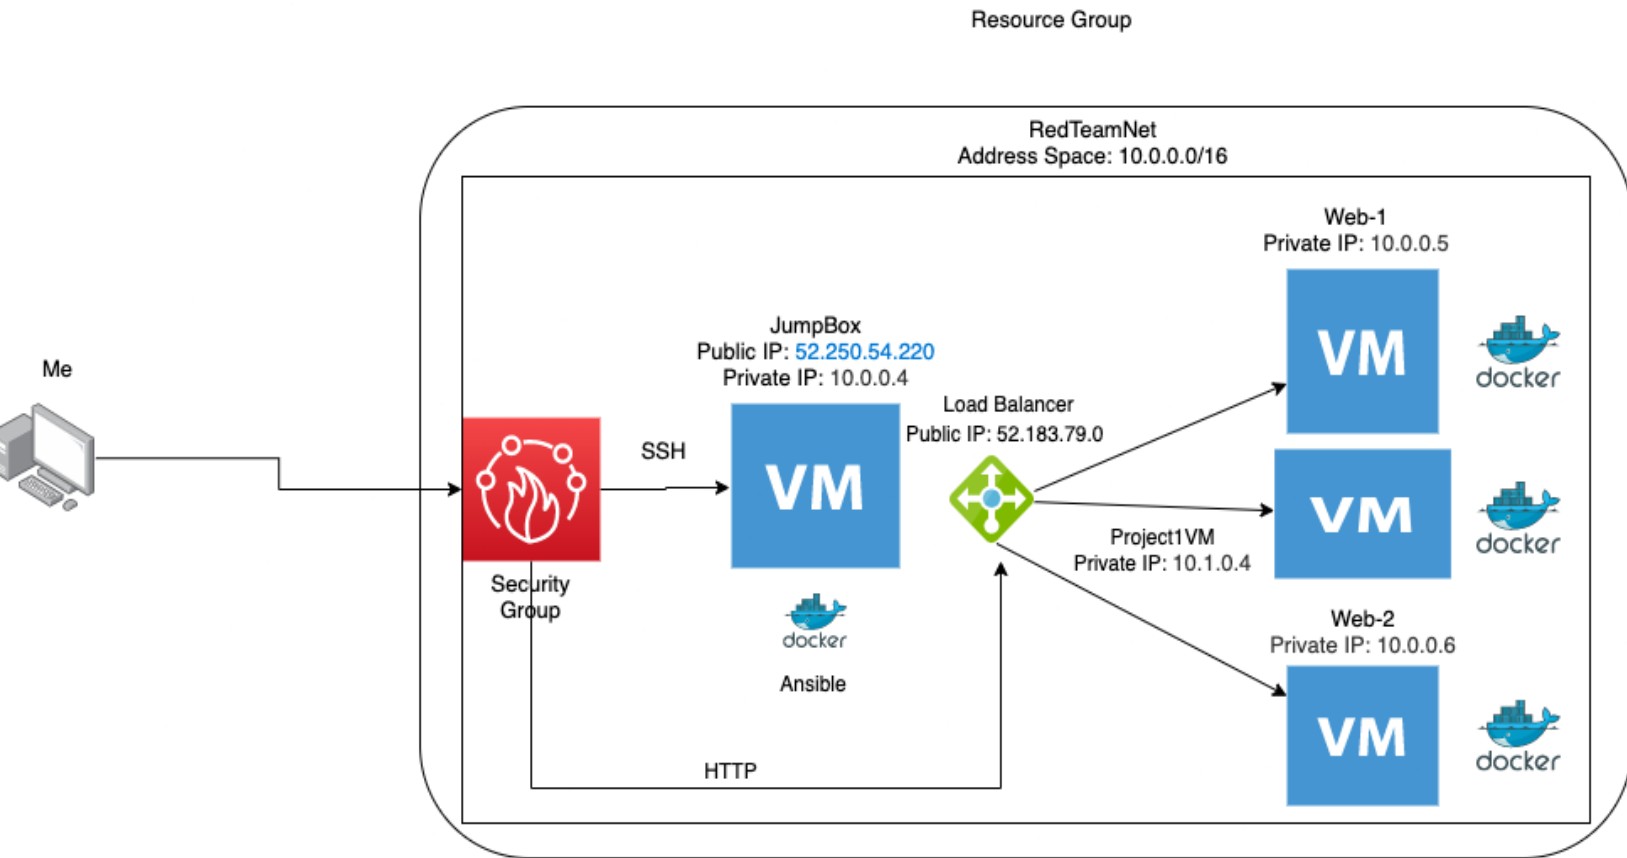 Resource Group
RedTeamNet
Address Space: 10.0.0.0/16
Me
Security
Group
SSH
JumpBox
Public IP: 52.250.54.220
Private IP: 10.0.0.4
VM
docker
Ansible
HTTP
Load Balancer
Public IP: 52.183.79.0
Web-1
Private IP: 10.0.0.5
VM
docker
Project1VM
Private IP: 10.1.0.4
VM
docker
Web-2
Private IP: 10.0.0.6
VM
docker